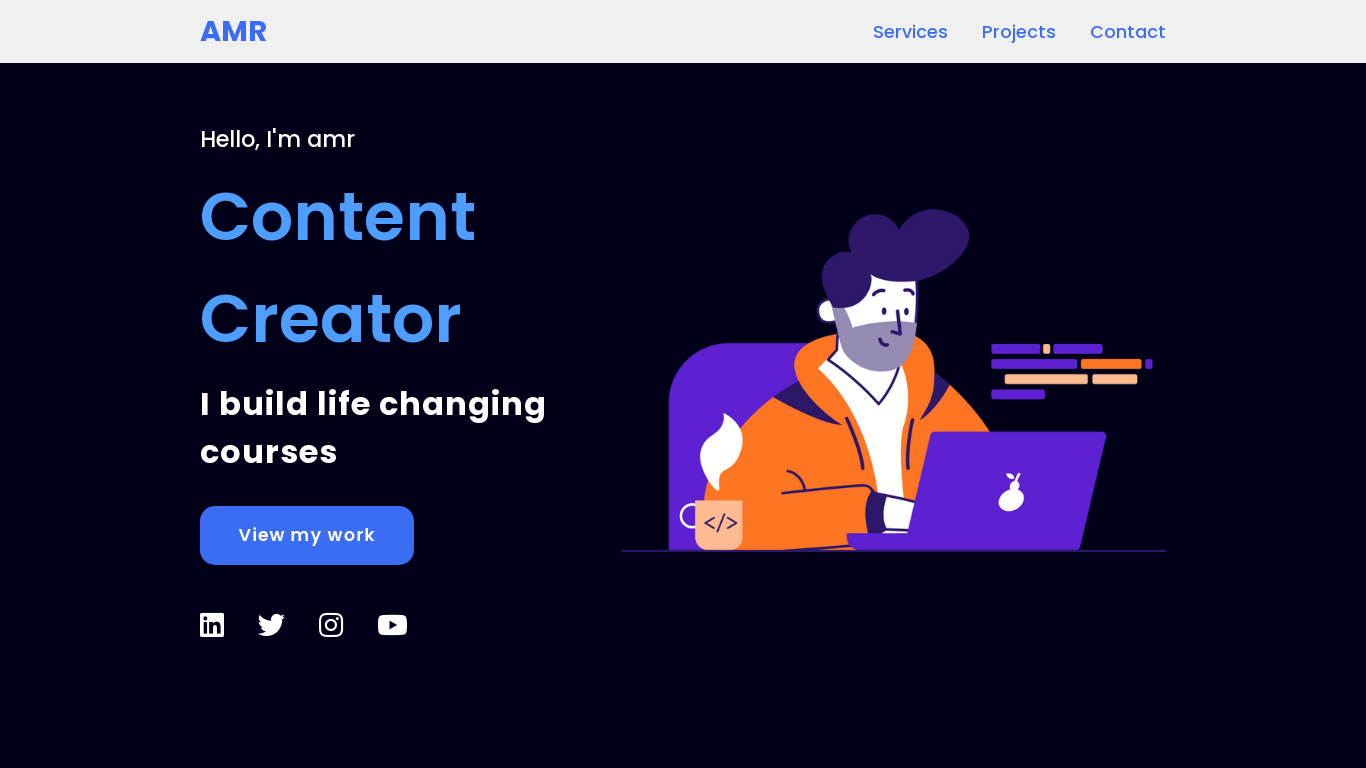 AMR
Services Projects Contact
Hello, I'm amr
Content
Creator
I build life changing
courses
View my work
</>